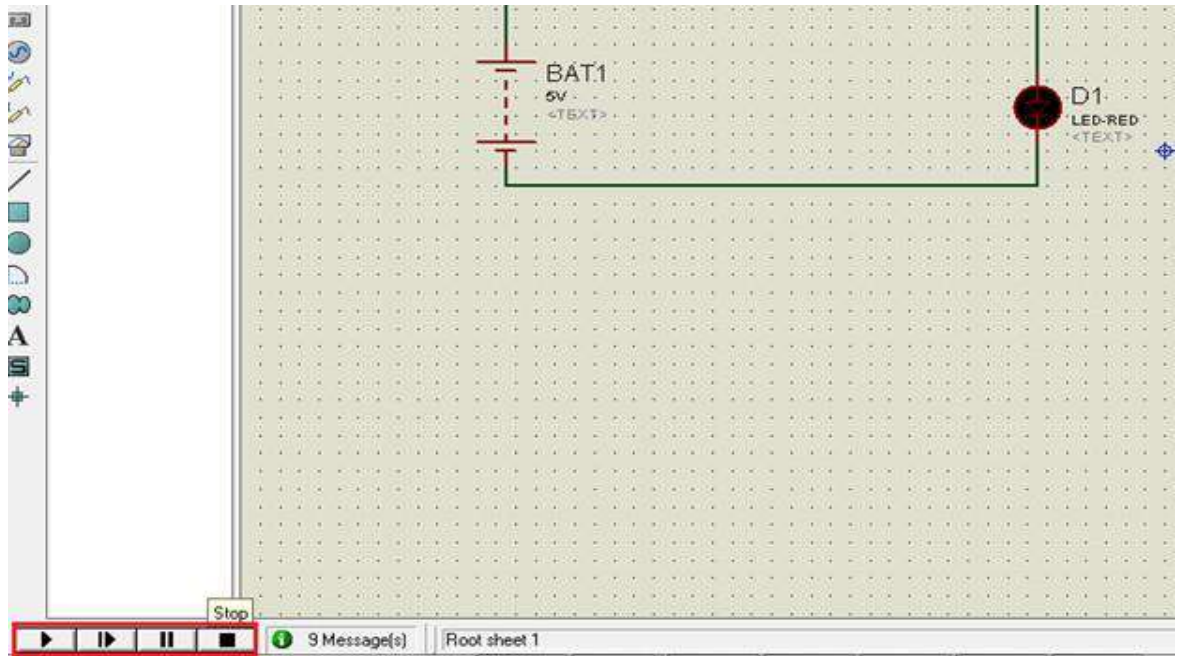 BAT1
5V
<TEXT>
D1
LED-RED
<TEXT>
A
S
Stop
9 Message(s)
Root sheet 1